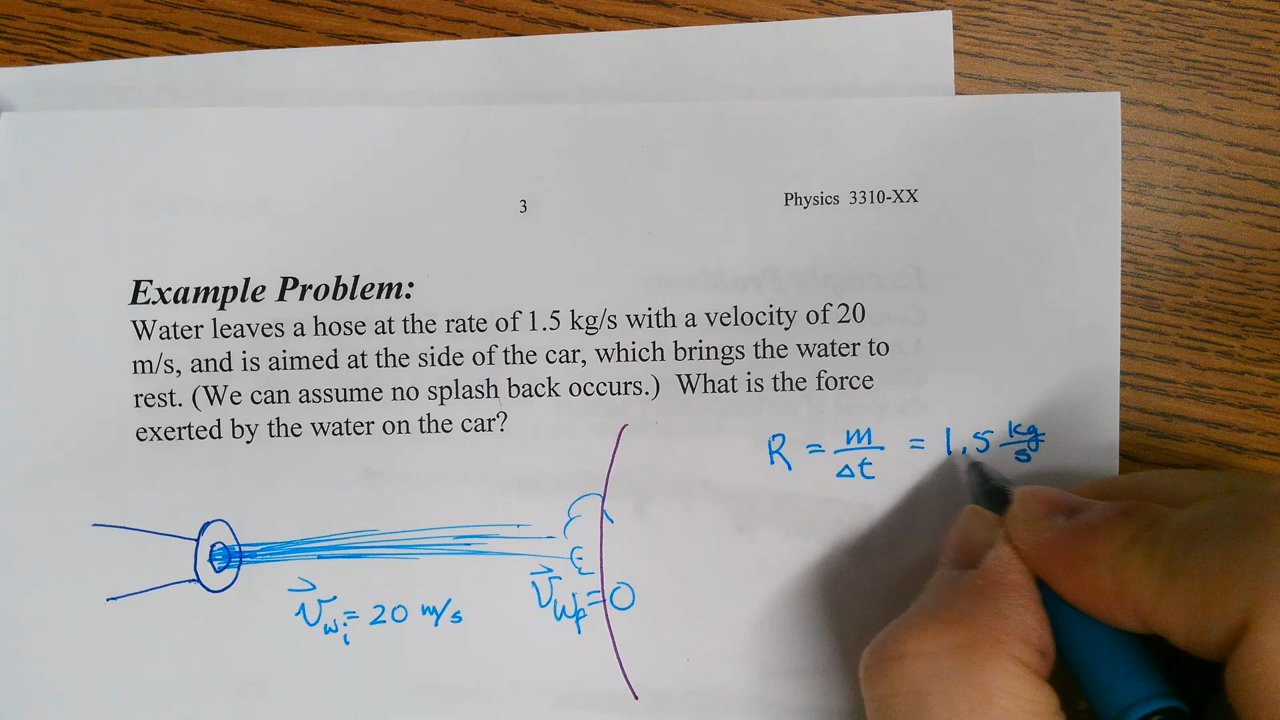 3
Physics 3310-XX
Example Problem:
Water leaves a hose at the rate of 1.5 kg/s with a velocity of 20
m/s, and is aimed at the side of the car, which brings the water to
rest. (We can assume no splash back occurs.) What is the force
exerted by the water on the car?
R = m/Δt = 1.5 kg/s
v⃗wi = 20 m/s
v⃗wf = 0